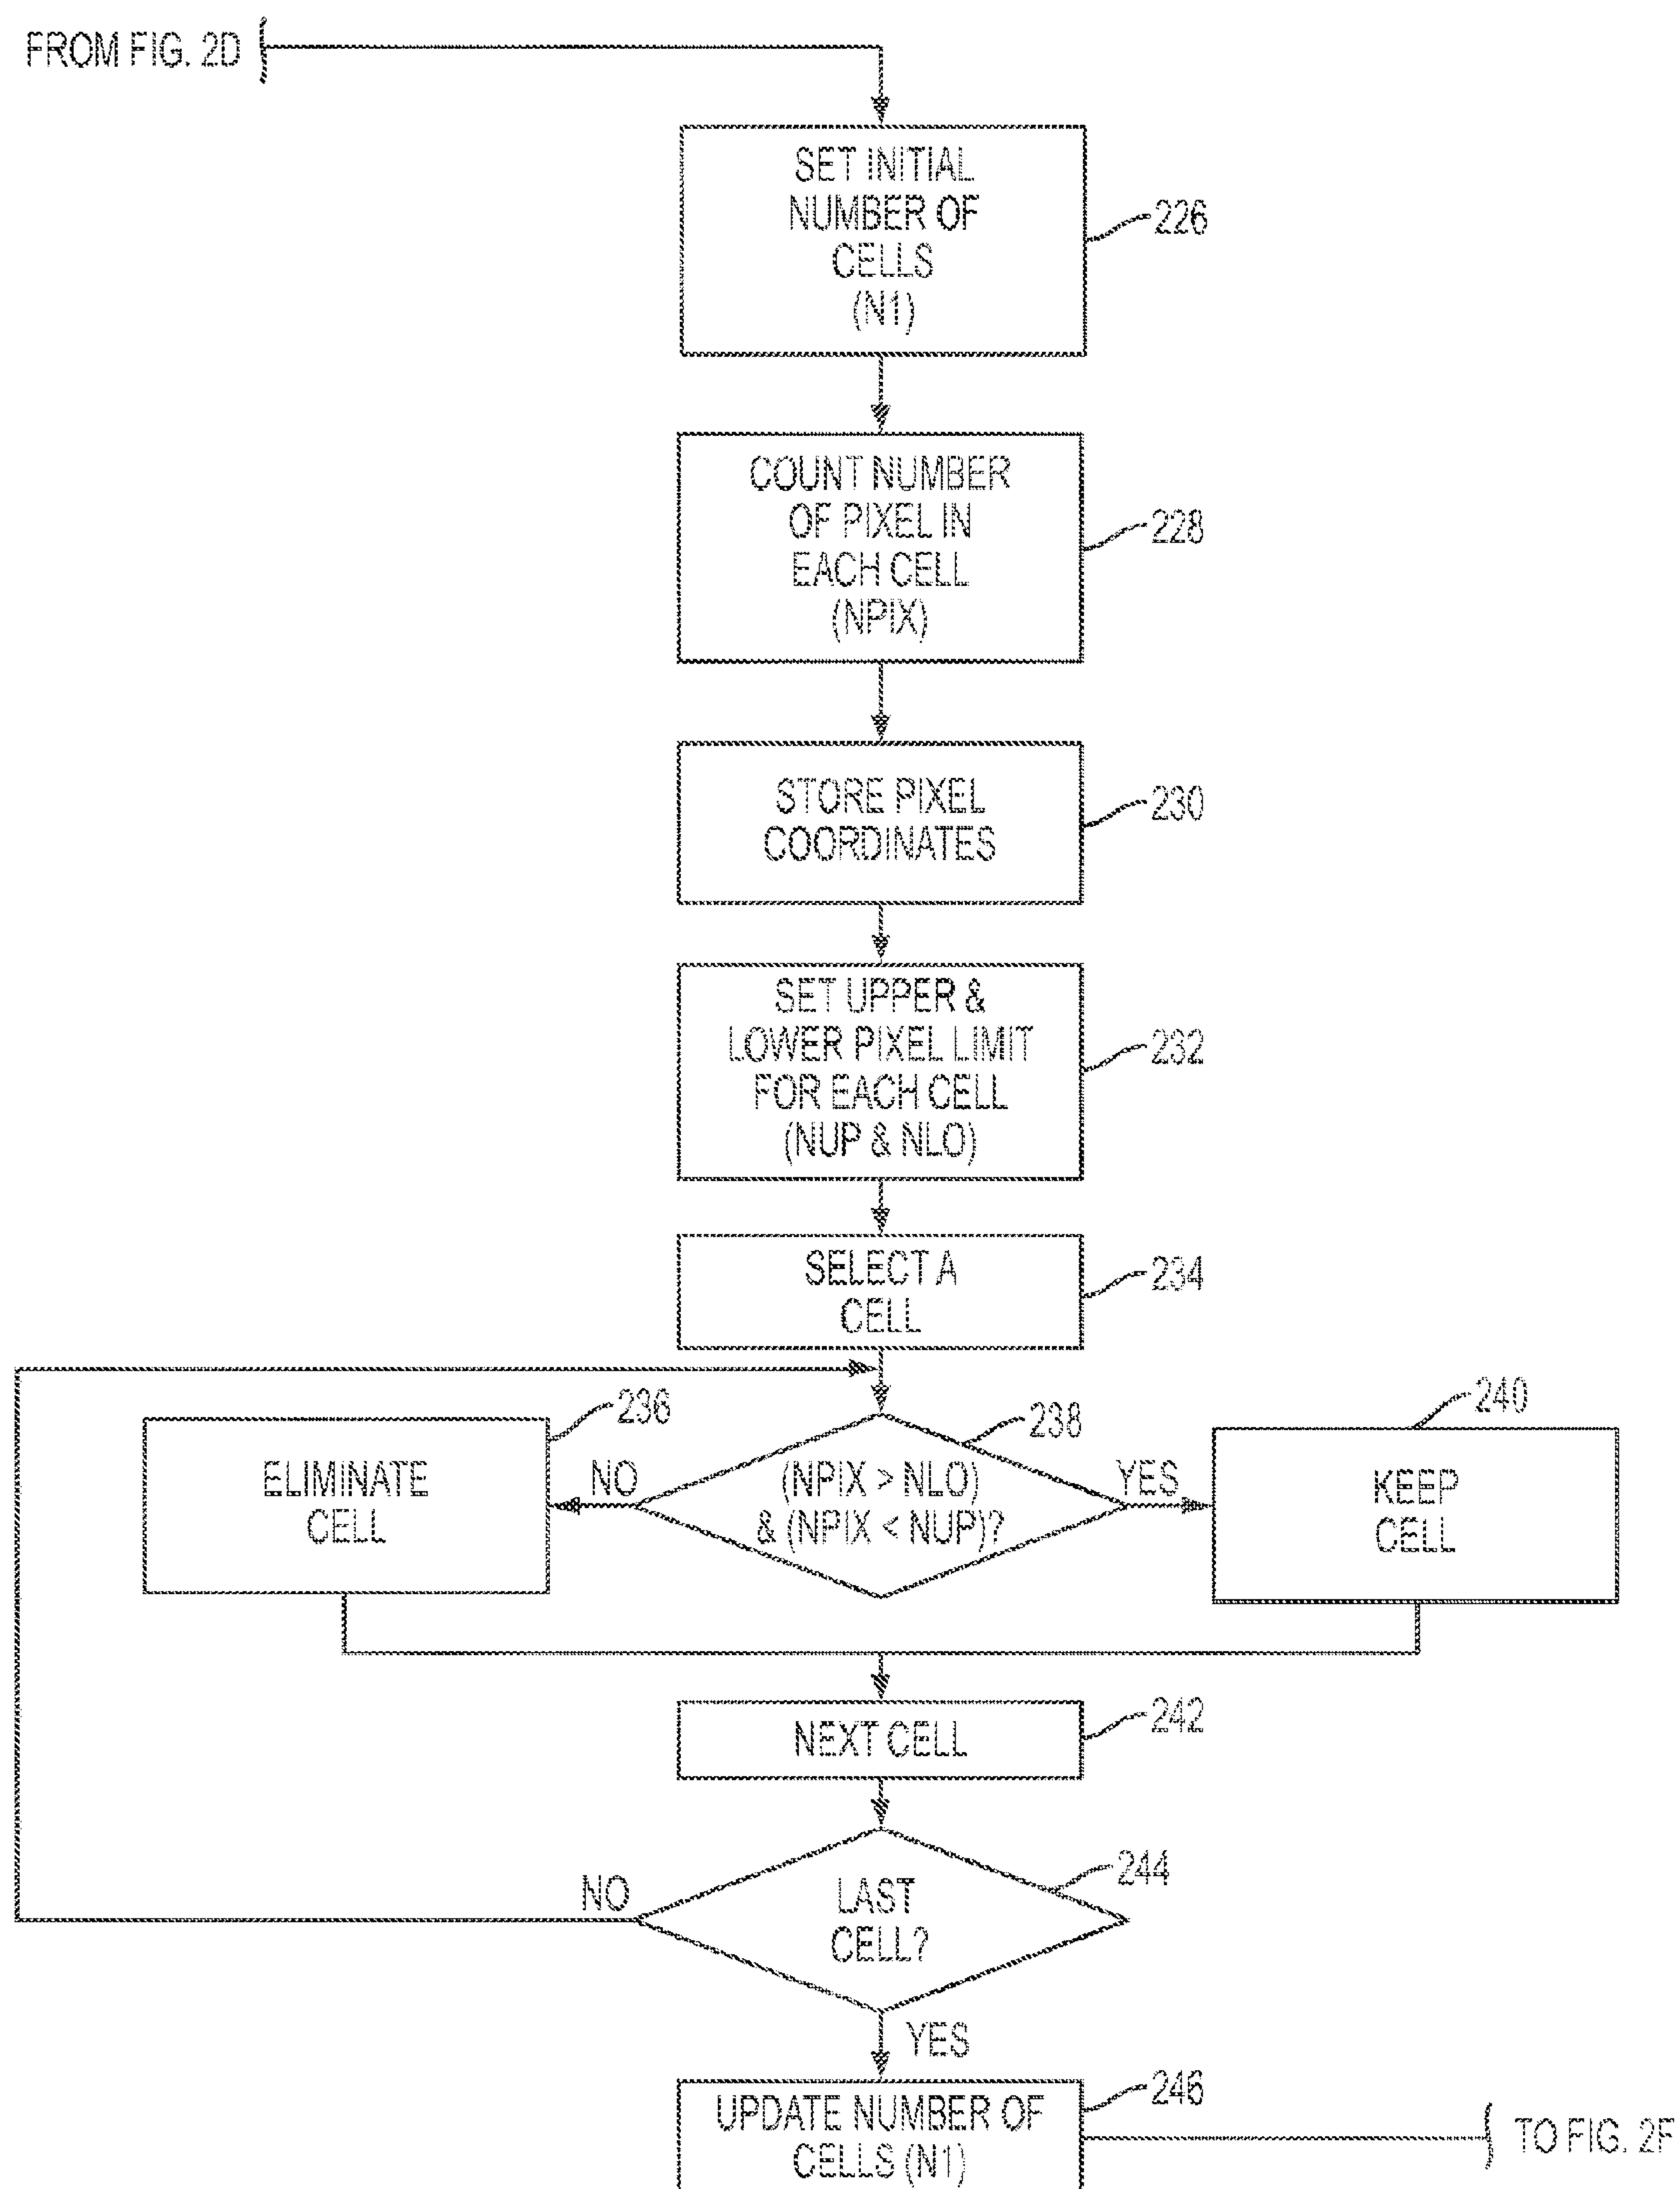 FROM FIG. 2D
SET INITIAL
NUMBER OF
CELLS
(N1)
226
COUNT NUMBER
OF PIXEL IN
EACH CELL
(NPIX)
228
STORE PIXEL
COORDINATES
230
SET UPPER &
LOWER PIXEL LIMIT
FOR EACH CELL
(NUP & NLO)
232
SELECT A
CELL
234
236
ELIMINATE
CELL
NO
238
(NPIX > NLO)
& (NPIX < NUP)?
YES
240
KEEP
CELL
NEXT CELL
242
NO
LAST
CELL?
244
YES
UPDATE NUMBER OF
CELLS (N1)
246
TO FIG. 2F